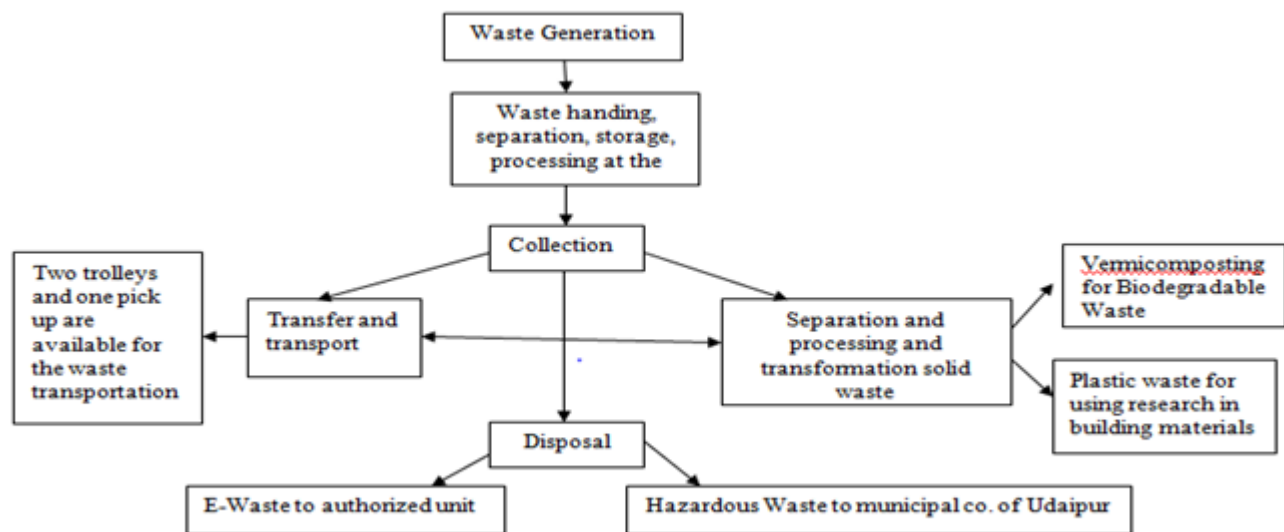 Waste Generation
Waste handing,
separation, storage,
processing at the
Collection
Two trolleys
and one pick
up are
available for
the waste
transportation
Transfer and
transport
Separation and
processing and
transformation solid
waste
Vermicomposting
for Biodegradable
Waste
Plastic waste for
using research in
building materials
Disposal
E-Waste to authorized unit
Hazardous Waste to municipal co. of Udaipur